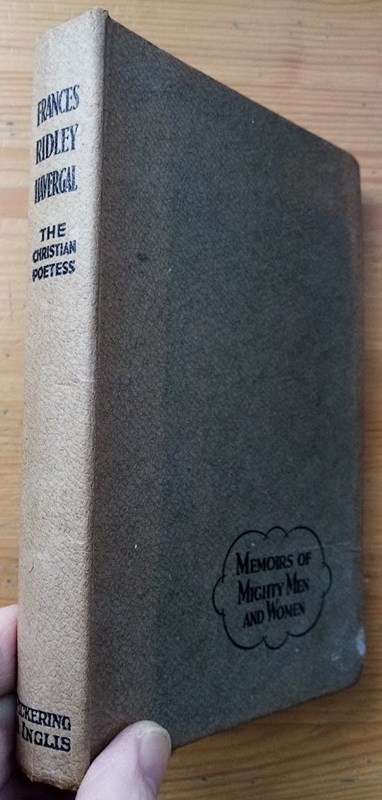 FRANCES
RIDLEY
HAVERGAL
THE
CHRISTIAN
POETESS
MEMOIRS OF
MIGHTY MEN
AND WOMEN
PICKERING
& INGLIS